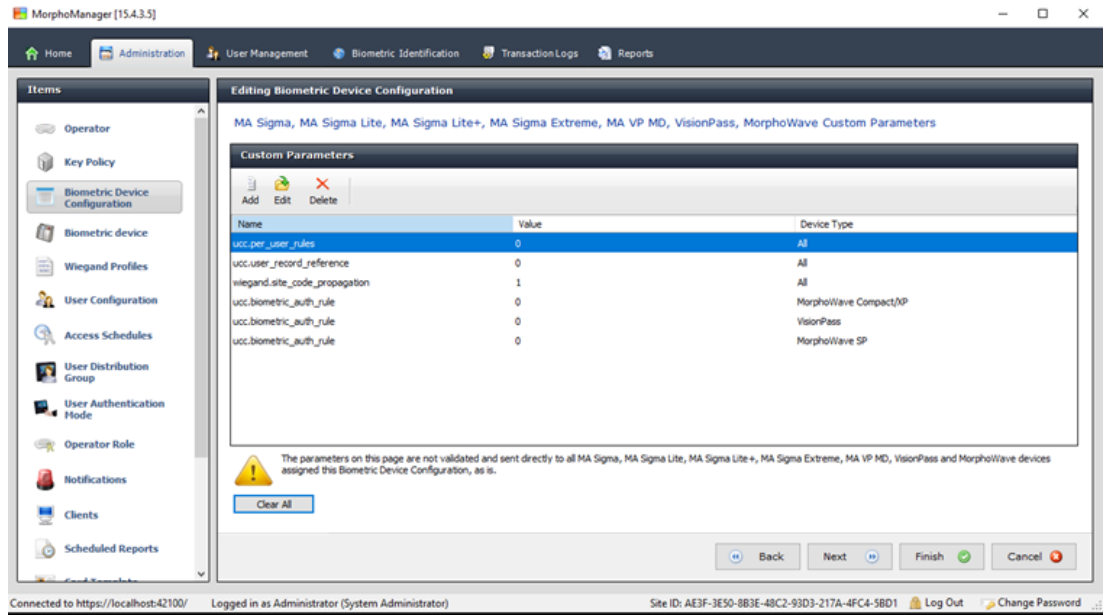 MorphoManager [15.4.3.5]
Home Administration User Management Biometric Identification Transaction Logs Reports
Items
Operator
Key Policy
Biometric Device
Configuration
Biometric device
Wiegand Profiles
User Configuration
Access Schedules
User Distribution
Group
User Authentication
Mode
Operator Role
Notifications
Clients
Scheduled Reports
Editing Biometric Device Configuration
MA Sigma, MA Sigma Lite, MA Sigma Lite+, MA Sigma Extreme, MA VP MD, VisionPass, MorphoWave Custom Parameters
Custom Parameters
Add Edit Delete
Name Value Device Type
ucc.per_user_rules 0 All
ucc.user_record_reference 0 All
wiegand.site_code_propagation 1 All
ucc.biometric_auth_rule 0 MorphoWave Compact/XP
ucc.biometric_auth_rule 0 VisionPass
ucc.biometric_auth_rule 0 MorphoWave SP
The parameters on this page are not validated and sent directly to all MA Sigma, MA Sigma Lite, MA Sigma Lite+, MA Sigma Extreme, MA VP MD, VisionPass and MorphoWave devices
assigned this Biometric Device Configuration, as is.
Clear All
Back Next Finish Cancel
Connected to https://localhost:42100/ Logged in as Administrator (System Administrator) Site ID: AE3F-3E50-8B3E-48C2-93D3-217A-4FC4-5BD1 Log Out Change Password